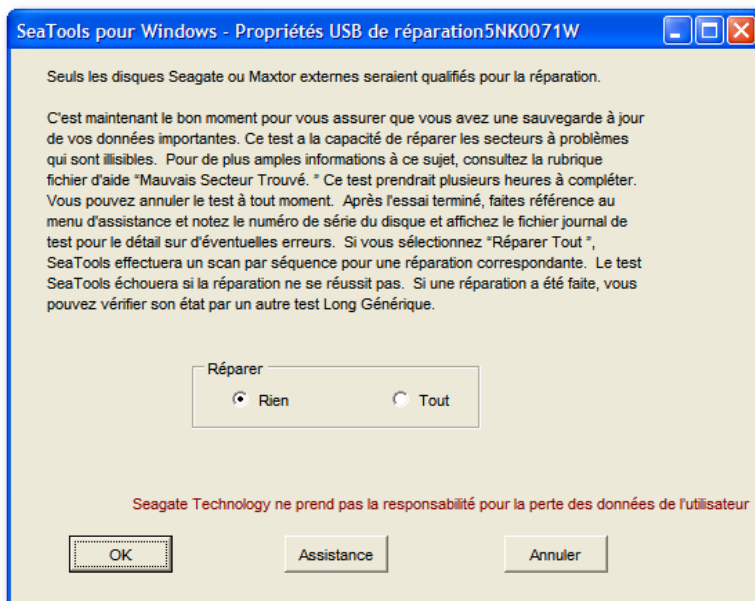 SeaTools pour Windows - Propriétés USB de réparation5NK0071W
Seuls les disques Seagate ou Maxtor externes seraient qualifiés pour la réparation.
C'est maintenant le bon moment pour vous assurer que vous avez une sauvegarde à jour
de vos données importantes. Ce test a la capacité de réparer les secteurs à problèmes
qui sont illisibles.  Pour de plus amples informations à ce sujet, consultez la rubrique
fichier d'aide "Mauvais Secteur Trouvé. " Ce test prendrait plusieurs heures à compléter.
Vous pouvez annuler le test à tout moment.  Après l'essai terminé, faites référence au
menu d'assistance et notez le numéro de série du disque et affichez le fichier journal de
test pour le détail sur d'éventuelles erreurs.  Si vous sélectionnez "Réparer Tout ",
SeaTools effectuera un scan par séquence pour une réparation correspondante.  Le test
SeaTools échouera si la réparation ne se réussit pas.  Si une réparation a été faite, vous
pouvez vérifier son état par un autre test Long Générique.
Réparer
Rien
Tout
Seagate Technology ne prend pas la responsabilité pour la perte des données de l'utilisateur
OK
Assistance
Annuler